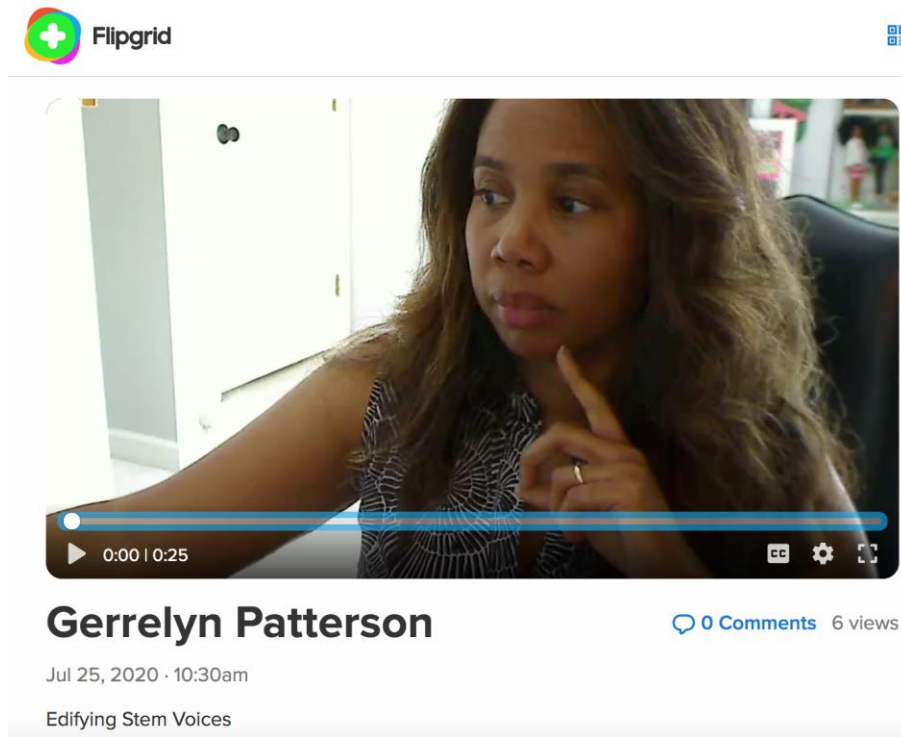 Flipgrid
0:00 | 0:25
CC
Gerrelyn Patterson
0 Comments 6 views
Jul 25, 2020 · 10:30am
Edifying Stem Voices